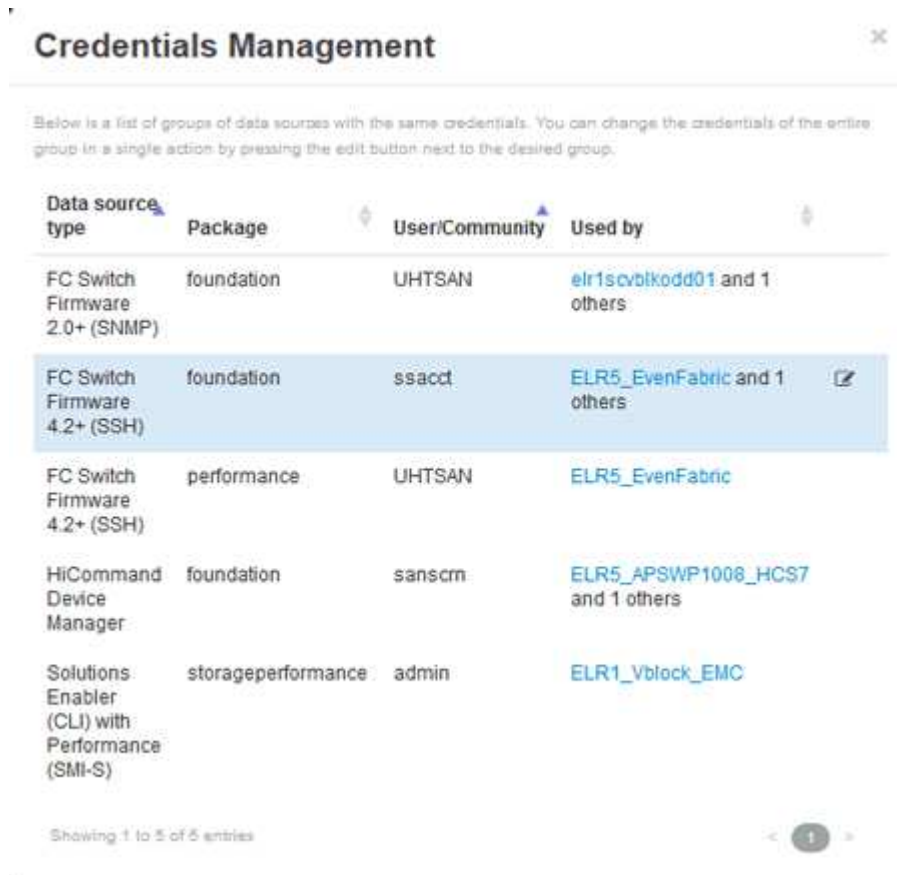 Credentials Management
Below is a list of groups of data sources with the same credentials. You can change the credentials of the entire
group in a single action by pressing the edit button next to the desired group.
Data source
type
Package
User/Community
Used by
FC Switch
Firmware
2.0+ (SNMP)
foundation
UHTSAN
elr1scvblkodd01 and 1
others
FC Switch
Firmware
4.2+ (SSH)
foundation
ssacct
ELR5_EvenFabric and 1
others
FC Switch
Firmware
4.2+ (SSH)
performance
UHTSAN
ELR5_EvenFabric
HiCommand
Device
Manager
foundation
sanscrn
ELR5_APSWP1008_HCS7
and 1 others
Solutions
Enabler
(CLI) with
Performance
(SMI-S)
storageperformance
admin
ELR1_Vblock_EMC
Showing 1 to 5 of 5 entries
< 1 >